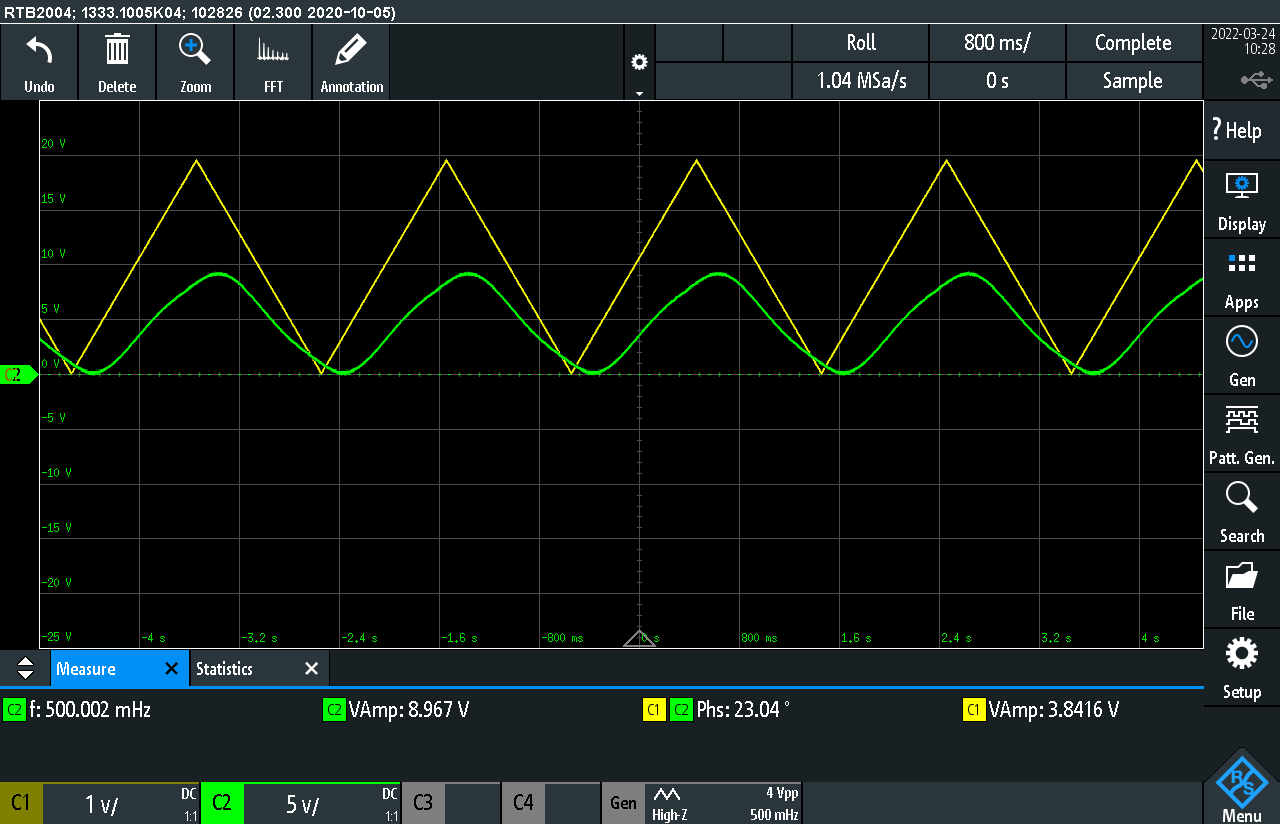 RTB2004; 1333.1005K04; 102826 (02.300 2020-10-05)
Undo
Delete
Zoom
FFT
Annotation
Roll
800 ms/
Complete
1.04 MSa/s
0 s
Sample
2022-03-24
10:28
? Help
Display
Apps
Gen
Patt. Gen.
Search
File
Setup
20 V
15 V
10 V
5 V
0 V
C2
-5 V
-10 V
-15 V
-20 V
-25 V
-4 s
-3.2 s
-2.4 s
-1.6 s
-800 ms
0 s
800 ms
1.6 s
2.4 s
3.2 s
4 s
Measure
Statistics
C2 f: 500.002 mHz
C2 VAmp: 8.967 V
C1 C2 Phs: 23.04 °
C1 VAmp: 3.8416 V
C1 1 V/ DC 1:1
C2 5 V/ DC 1:1
C3
C4
Gen
High-Z
4 Vpp
500 mHz
R&S
Menu